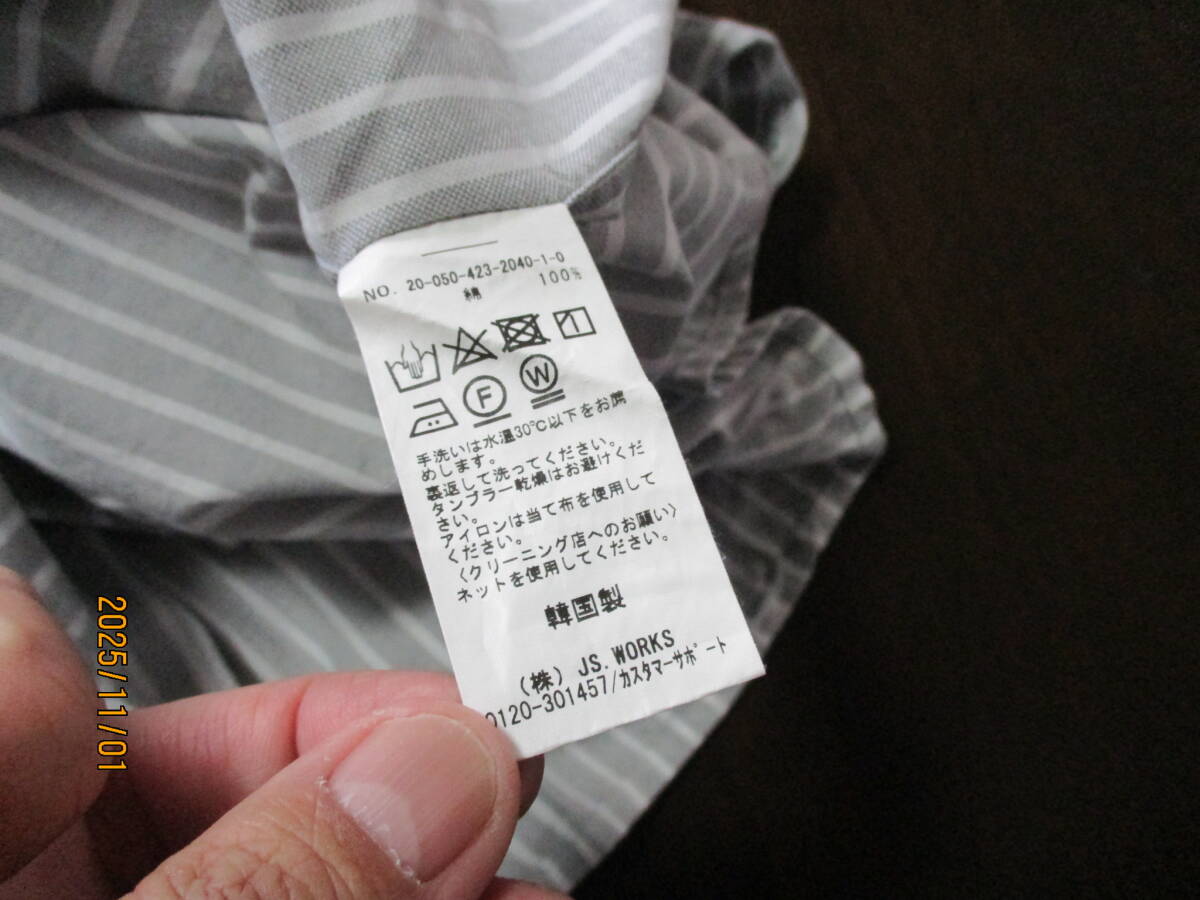 NO. 20-050-423-2040-1-0
綿 100%
F W
手洗いは水温30℃以下をお薦
めします。
裏返して洗ってください。
タンブラー乾燥はお避けくだ
さい。
アイロンは当て布を使用して
ください。
〈クリーニング店へのお願い〉
ネットを使用してください。
韓国製
(株) JS.WORKS
0120-301457/カスタマーサポート
2025/11/01